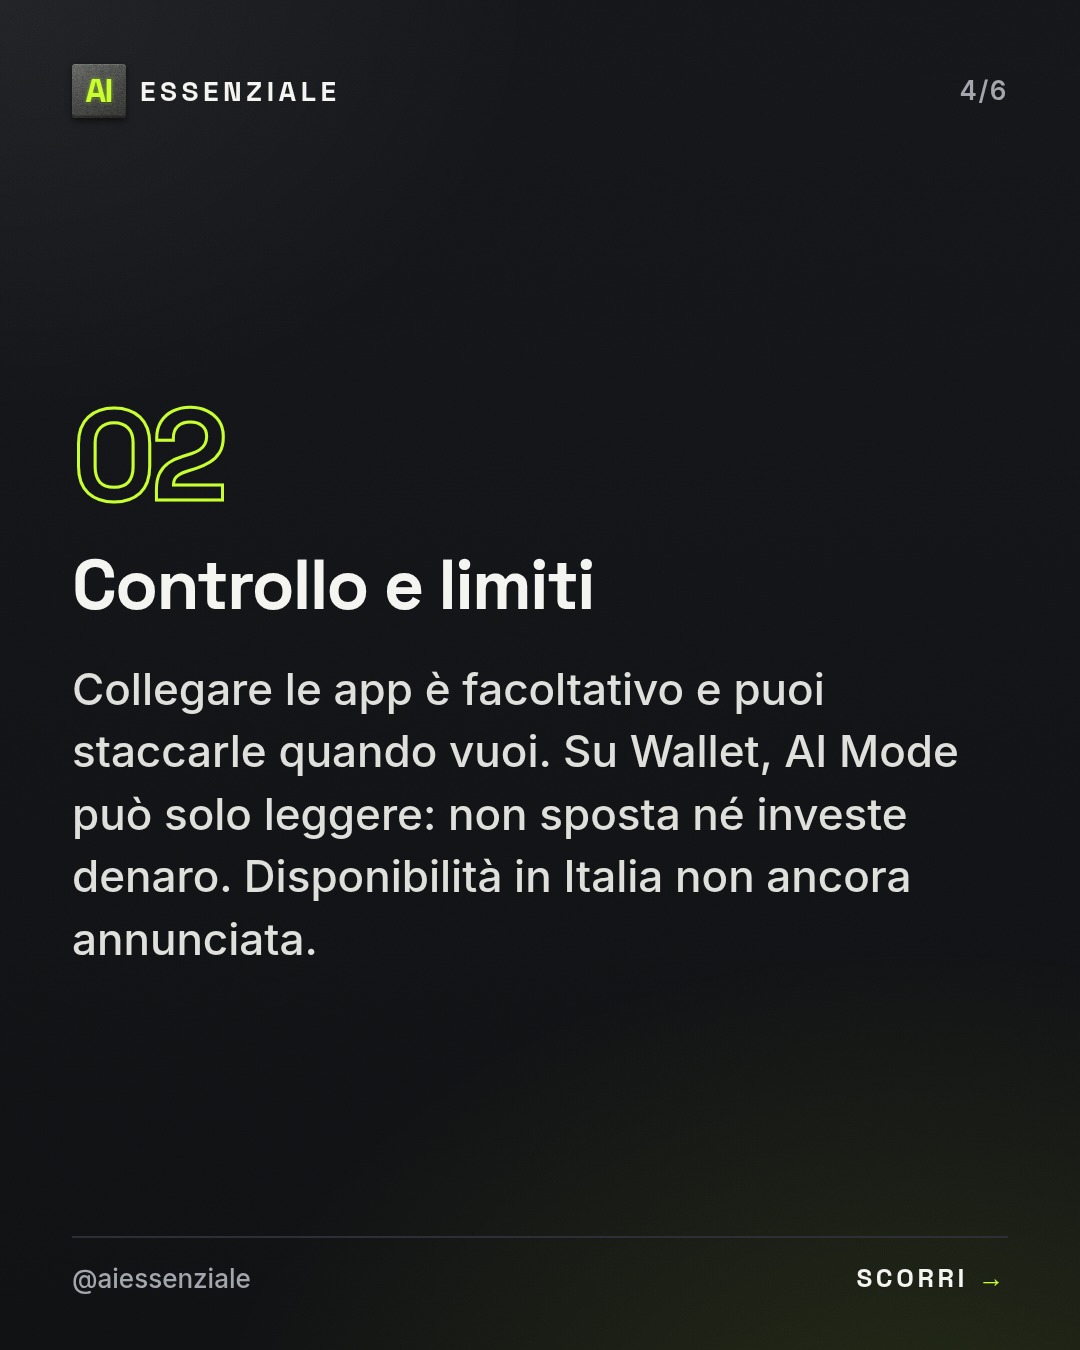 AI ESSENZIALE
4/6
02
Controllo e limiti
Collegare le app è facoltativo e puoi
staccarle quando vuoi. Su Wallet, AI Mode
può solo leggere: non sposta né investe
denaro. Disponibilità in Italia non ancora
annunciata.
@aiessenziale
SCORRI →